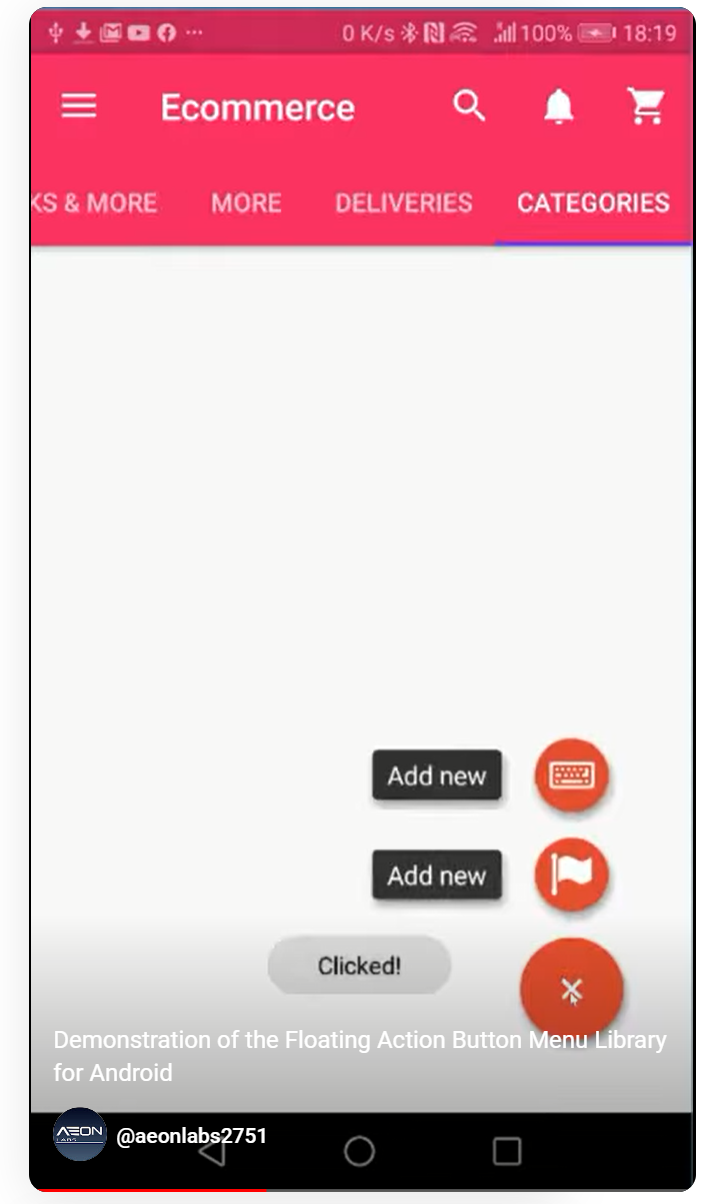 0 K/s 100% 18:19
Ecommerce
KS & MORE MORE DELIVERIES CATEGORIES
Add new
Add new
Clicked!
Demonstration of the Floating Action Button Menu Library
for Android
AEON
LABS
@aeonlabs2751